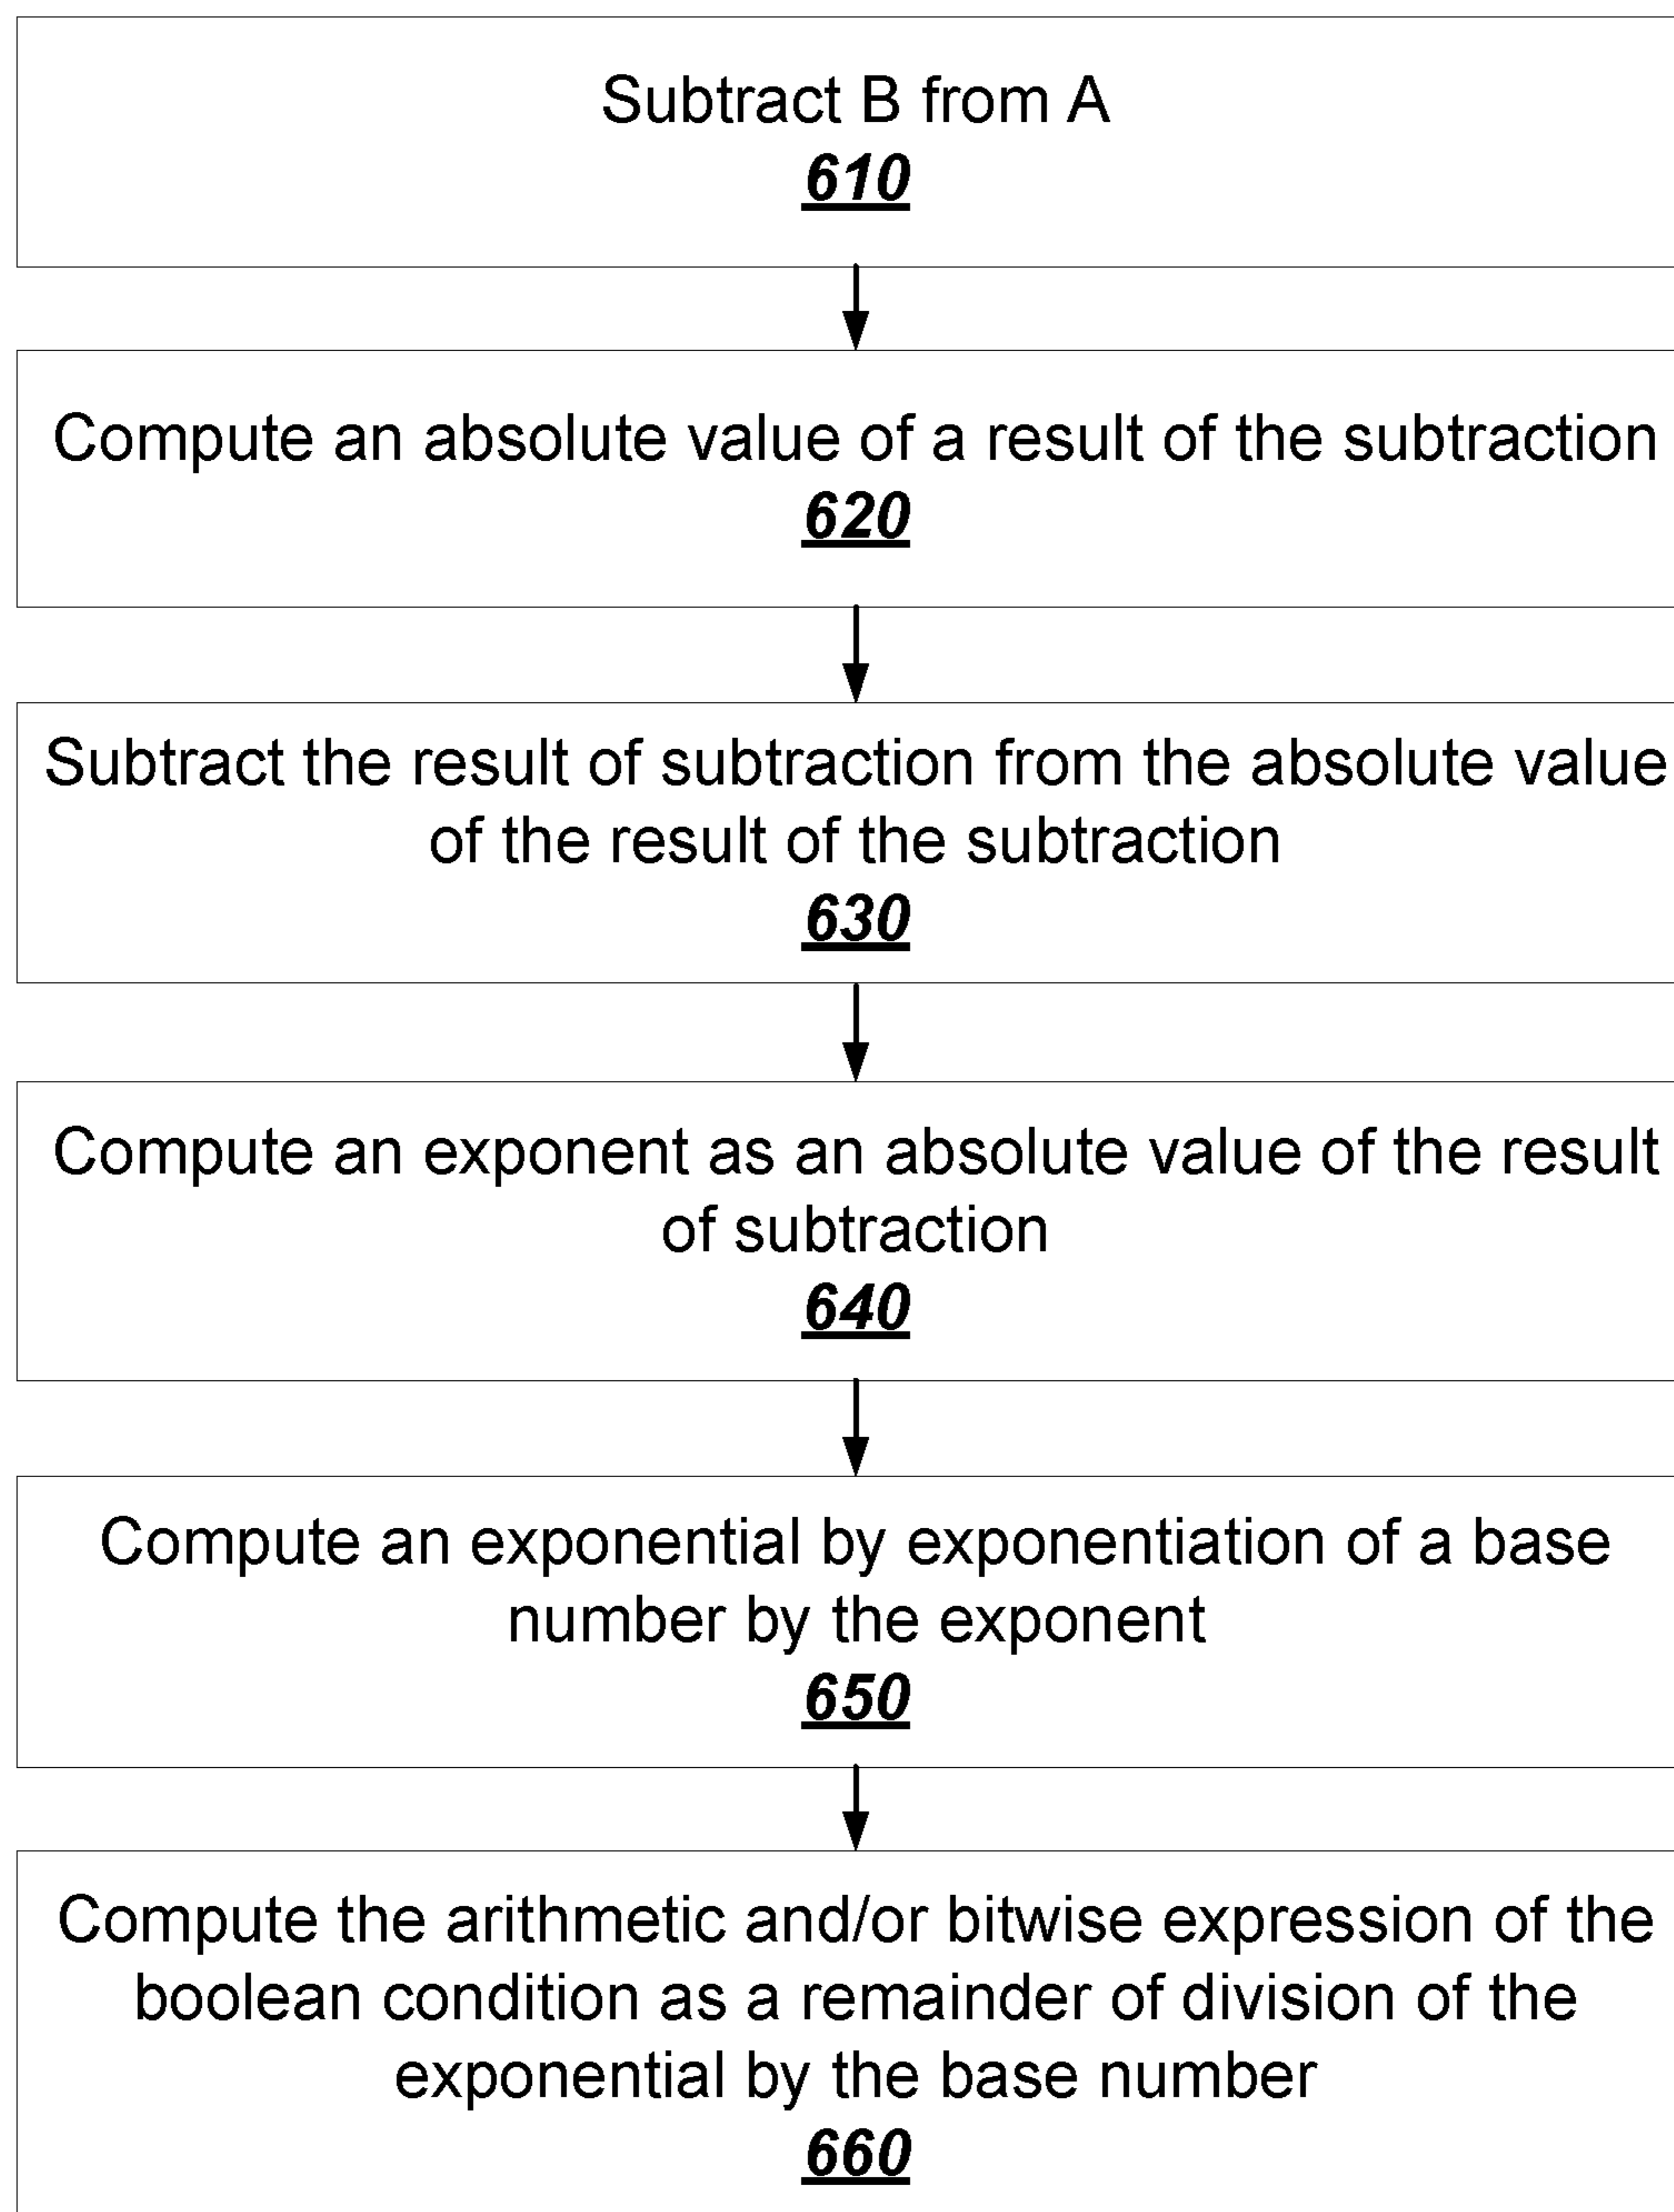 Subtract B from A
610
Compute an absolute value of a result of the subtraction
620
Subtract the result of subtraction from the absolute value
of the result of the subtraction
630
Compute an exponent as an absolute value of the result
of subtraction
640
Compute an exponential by exponentiation of a base
number by the exponent
650
Compute the arithmetic and/or bitwise expression of the
boolean condition as a remainder of division of the
exponential by the base number
660